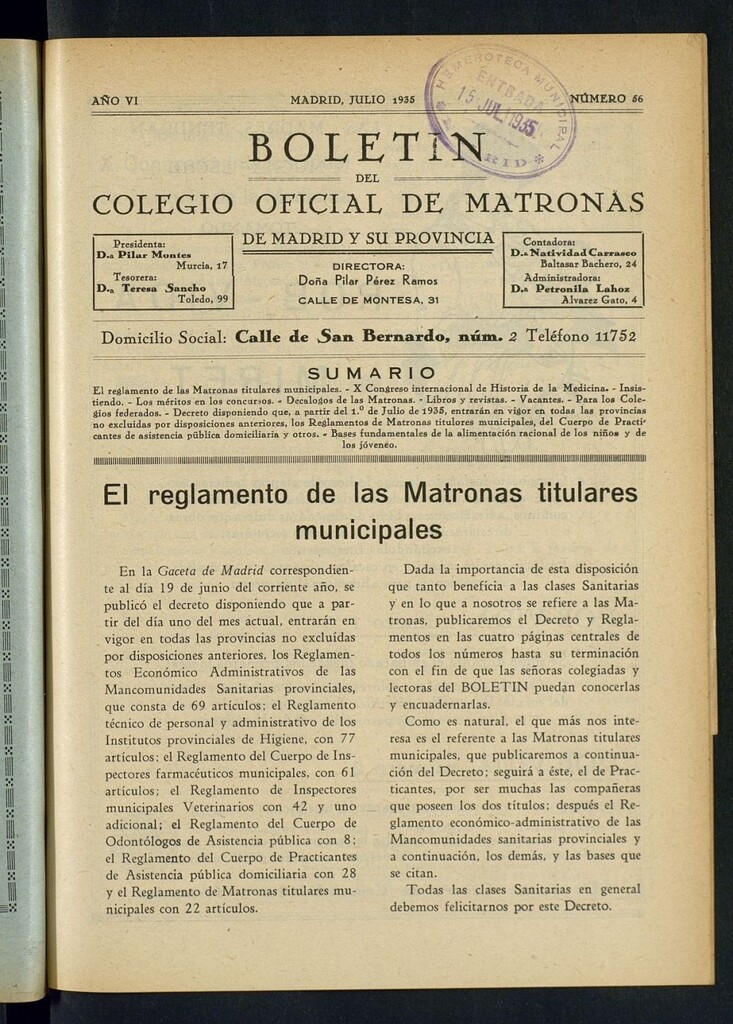 AÑO VI
MADRID, JULIO 1935
NÚMERO 56
HEMEROTECA MUNICIPAL
ENTRADA
15 JUL. 1935
RID
BOLETIN
DEL
COLEGIO OFICIAL DE MATRONAS
DE MADRID Y SU PROVINCIA
Presidenta:
D.a Pilar Montes
Murcia, 17
Tesorera:
D.a Teresa Sancho
Toledo, 99
DIRECTORA:
Doña Pilar Pérez Ramos
CALLE DE MONTESA, 31
Contadora:
D.a Natividad Carrasco
Baltasar Bachero, 24
Administradora:
D.a Petronila Lahoz
Alvarez Gato, 4
Domicilio Social: Calle de San Bernardo, núm. 2 Teléfono 11752
SUMARIO
El reglamento de las Matronas titulares municipales. - X Congreso internacional de Historia de la Medicina. - Insis-
tiendo. - Los méritos en los concursos. - Decalogos de las Matronas. - Libros y revistas. - Vacantes. - Para los Cole-
gios federados. - Decreto disponiendo que, a partir del 1.º de Julio de 1935, entrarán en vigor en todas las provincias
no excluidas por disposiciones anteriores, los Reglamentos de Matronas titulores municipales, del Cuerpo de Practi-
cantes de asistencia pública domiciliaria y otros. - Bases fundamentales de la alimentación racional de los niños y de
los jóveneo.
El reglamento de las Matronas titulares
municipales
En la Gaceta de Madrid correspondien-
te al día 19 de junio del corriente año, se
publicó el decreto disponiendo que a par-
tir del día uno del mes actual, entrarán en
vigor en todas las provincias no excluídas
por disposiciones anteriores, los Reglamen-
tos Económico Administrativos de las
Mancomunidades Sanitarias provinciales,
que consta de 69 artículos; el Reglamento
técnico de personal y administrativo de los
Institutos provinciales de Higiene, con 77
artículos; el Reglamento del Cuerpo de Ins-
pectores farmacéuticos municipales, con 61
artículos; el Reglamento de Inspectores
municipales Veterinarios con 42 y uno
adicional; el Reglamento del Cuerpo de
Odontólogos de Asistencia pública con 8;
el Reglamento del Cuerpo de Practicantes
de Asistencia pública domiciliaria con 28
y el Reglamento de Matronas titulares mu-
nicipales con 22 artículos.
Dada la importancia de esta disposición
que tanto beneficia a las clases Sanitarias
y en lo que a nosotros se refiere a las Ma-
tronas, publicaremos el Decreto y Regla-
mentos en las cuatro páginas centrales de
todos los números hasta su terminación
con el fin de que las señoras colegiadas y
lectoras del BOLETIN puedan conocerlas
y encuadernarlas.
Como es natural, el que más nos inte-
resa es el referente a las Matronas titulares
municipales, que publicaremos a continua-
ción del Decreto; seguirá a éste, el de Prac-
ticantes, por ser muchas las compañeras
que poseen los dos títulos; después el Re-
glamento económico-administrativo de las
Mancomunidades sanitarias provinciales y
a continuación, los demás, y las bases que
se citan.
Todas las clases Sanitarias en general
debemos felicitarnos por este Decreto.